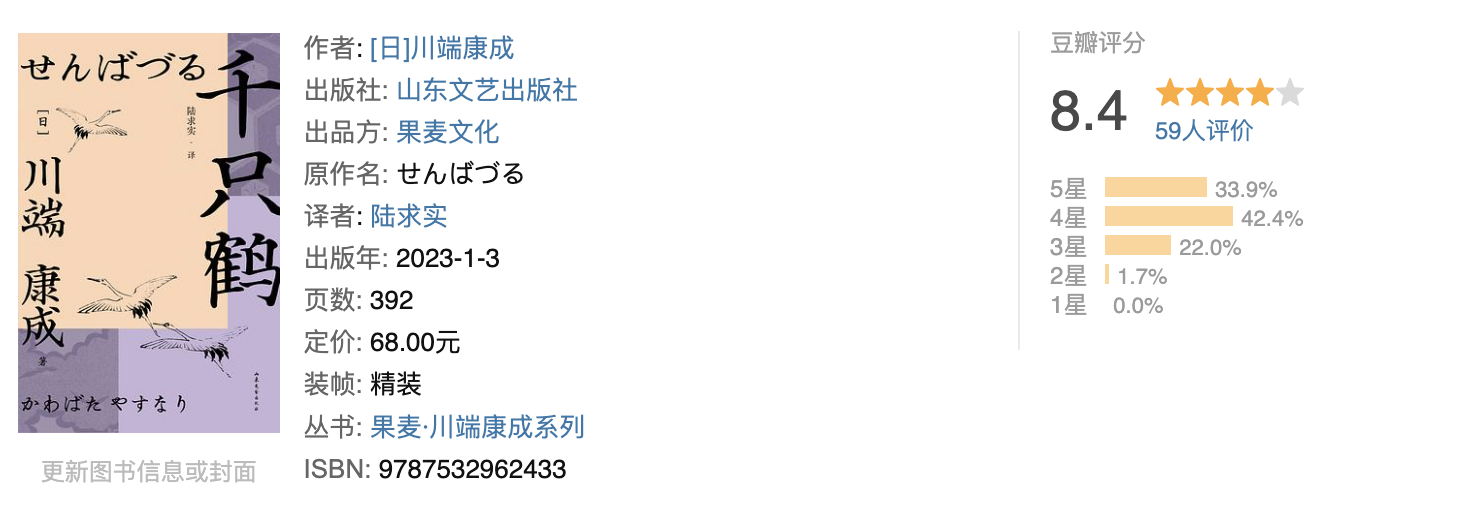 せんばづる
千只鹤
[日]
川端
康成
著
陆求实·译
かわばた やすなり
山东文艺出版社
更新图书信息或封面
作者: [日]川端康成
出版社: 山东文艺出版社
出品方: 果麦文化
原作名: せんばづる
译者: 陆求实
出版年: 2023-1-3
页数: 392
定价: 68.00元
装帧: 精装
丛书: 果麦·川端康成系列
ISBN: 9787532962433
豆瓣评分
8.4
59人评价
5星 33.9%
4星 42.4%
3星 22.0%
2星 1.7%
1星 0.0%